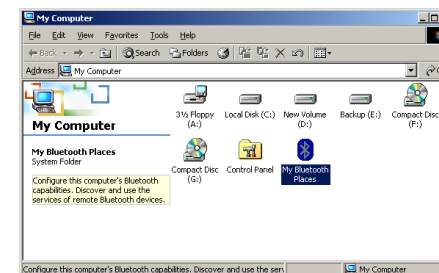 My Computer
File Edit View Favorites Tools Help
Back Search Folders
Address My Computer
My Computer
My Bluetooth Places
System Folder
Configure this computer's Bluetooth
capabilities. Discover and use the
services of remote Bluetooth devices.
3½ Floppy
(A:)
Local Disk (C:)
New Volume
(D:)
Backup (E:)
Compact Disc
(F:)
Compact Disc
(G:)
Control Panel
My Bluetooth
Places
Configure this computer's Bluetooth capabilities. Discover and use the ser
My Computer